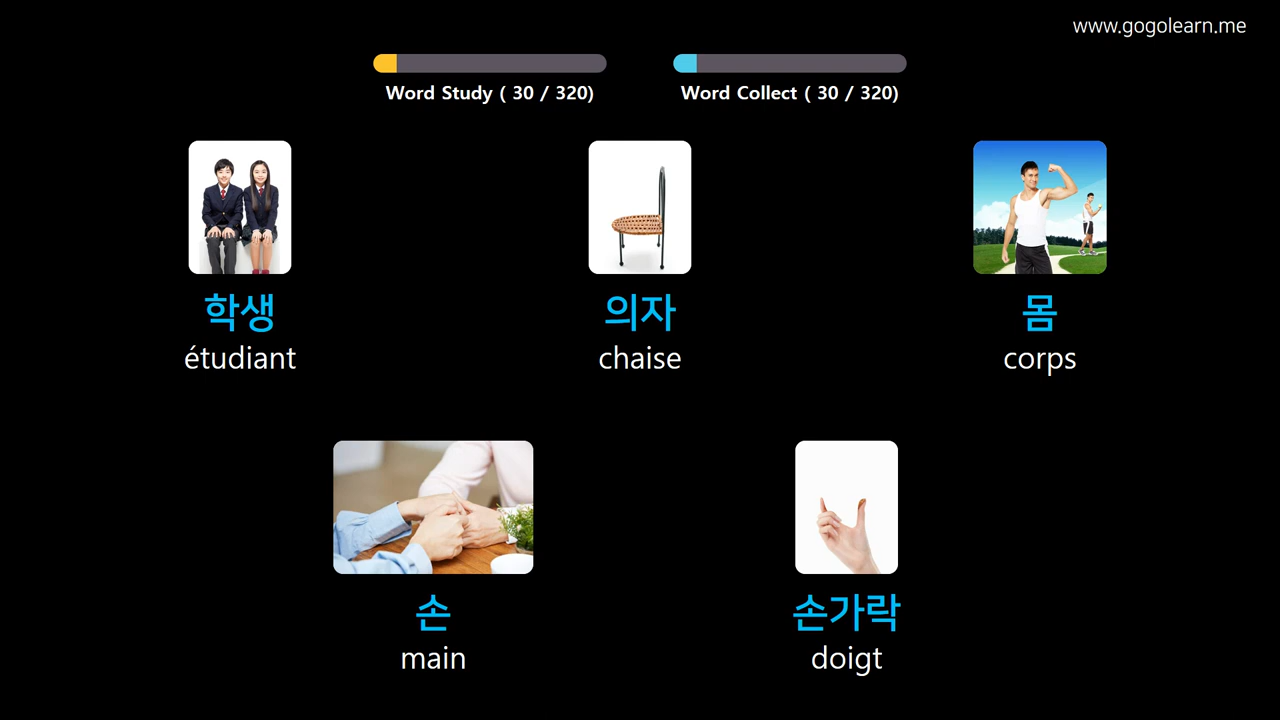 www.gogolearn.me
Word Study ( 30 / 320)
Word Collect ( 30 / 320)
학생
étudiant
의자
chaise
몸
corps
손
main
손가락
doigt